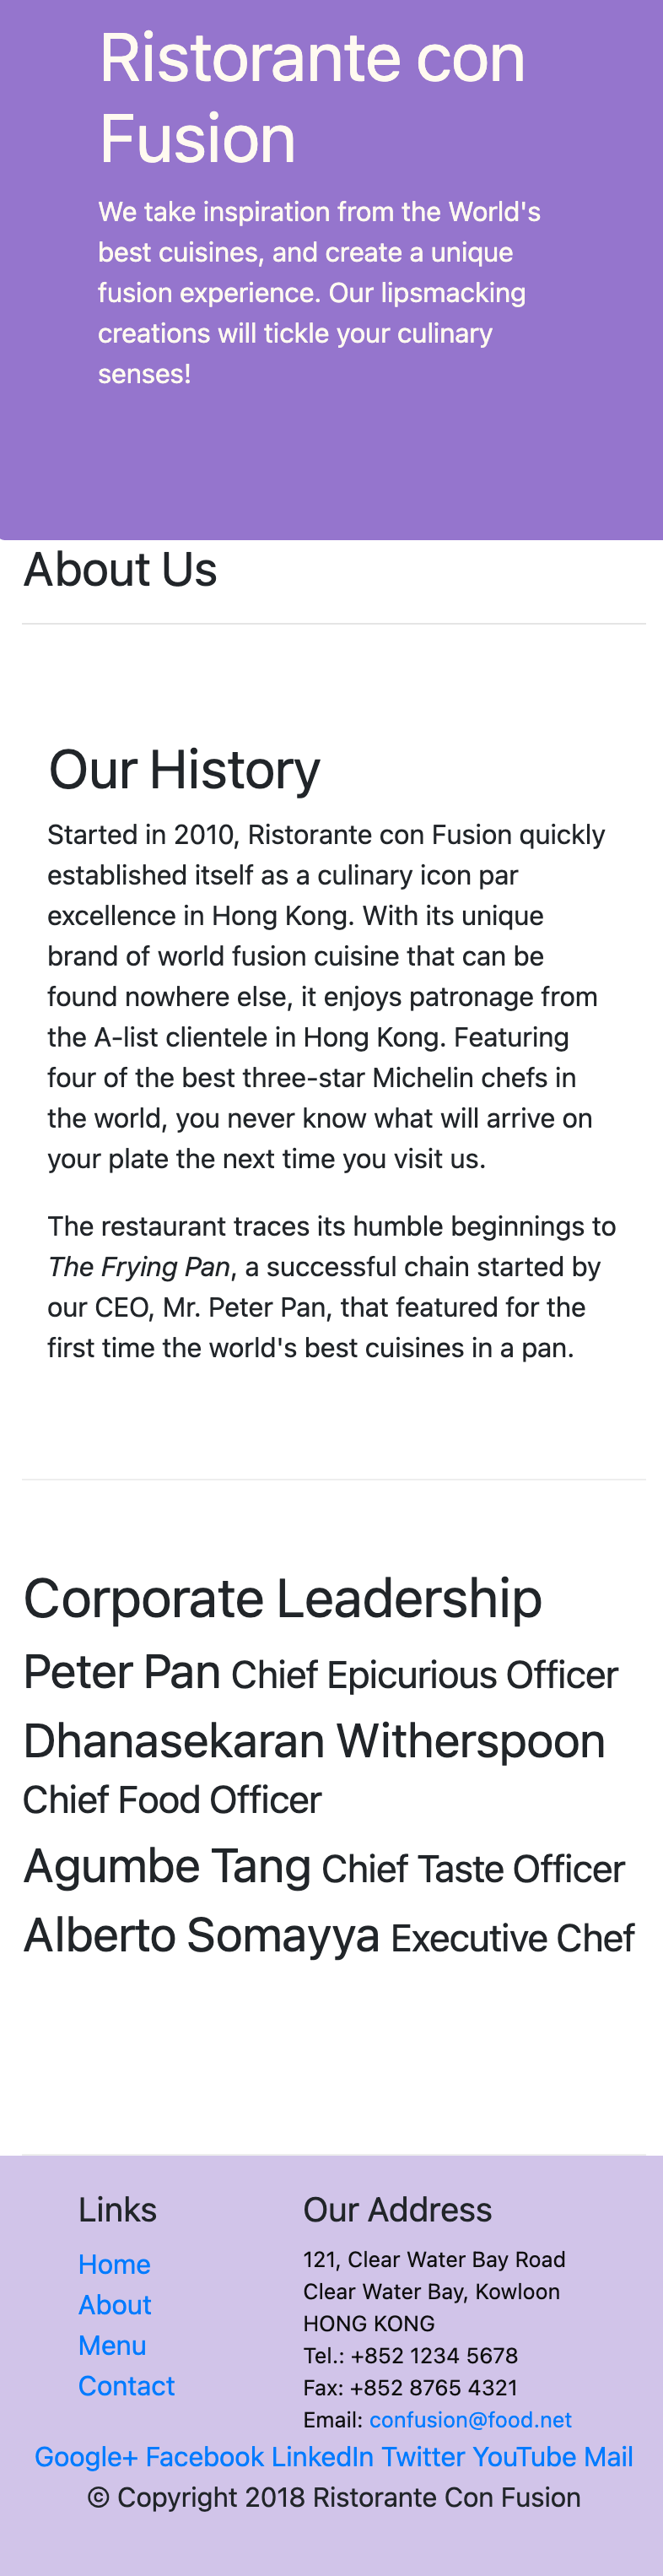 Ristorante con
Fusion
We take inspiration from the World's
best cuisines, and create a unique
fusion experience. Our lipsmacking
creations will tickle your culinary
senses!
About Us
Our History
Started in 2010, Ristorante con Fusion quickly
established itself as a culinary icon par
excellence in Hong Kong. With its unique
brand of world fusion cuisine that can be
found nowhere else, it enjoys patronage from
the A-list clientele in Hong Kong. Featuring
four of the best three-star Michelin chefs in
the world, you never know what will arrive on
your plate the next time you visit us.
The restaurant traces its humble beginnings to
The Frying Pan, a successful chain started by
our CEO, Mr. Peter Pan, that featured for the
first time the world's best cuisines in a pan.
Corporate Leadership
Peter Pan Chief Epicurious Officer
Dhanasekaran Witherspoon
Chief Food Officer
Agumbe Tang Chief Taste Officer
Alberto Somayya Executive Chef
Links
Home
About
Menu
Contact
Our Address
121, Clear Water Bay Road
Clear Water Bay, Kowloon
HONG KONG
Tel.: +852 1234 5678
Fax: +852 8765 4321
Email: confusion@food.net
Google+ Facebook LinkedIn Twitter YouTube Mail
© Copyright 2018 Ristorante Con Fusion